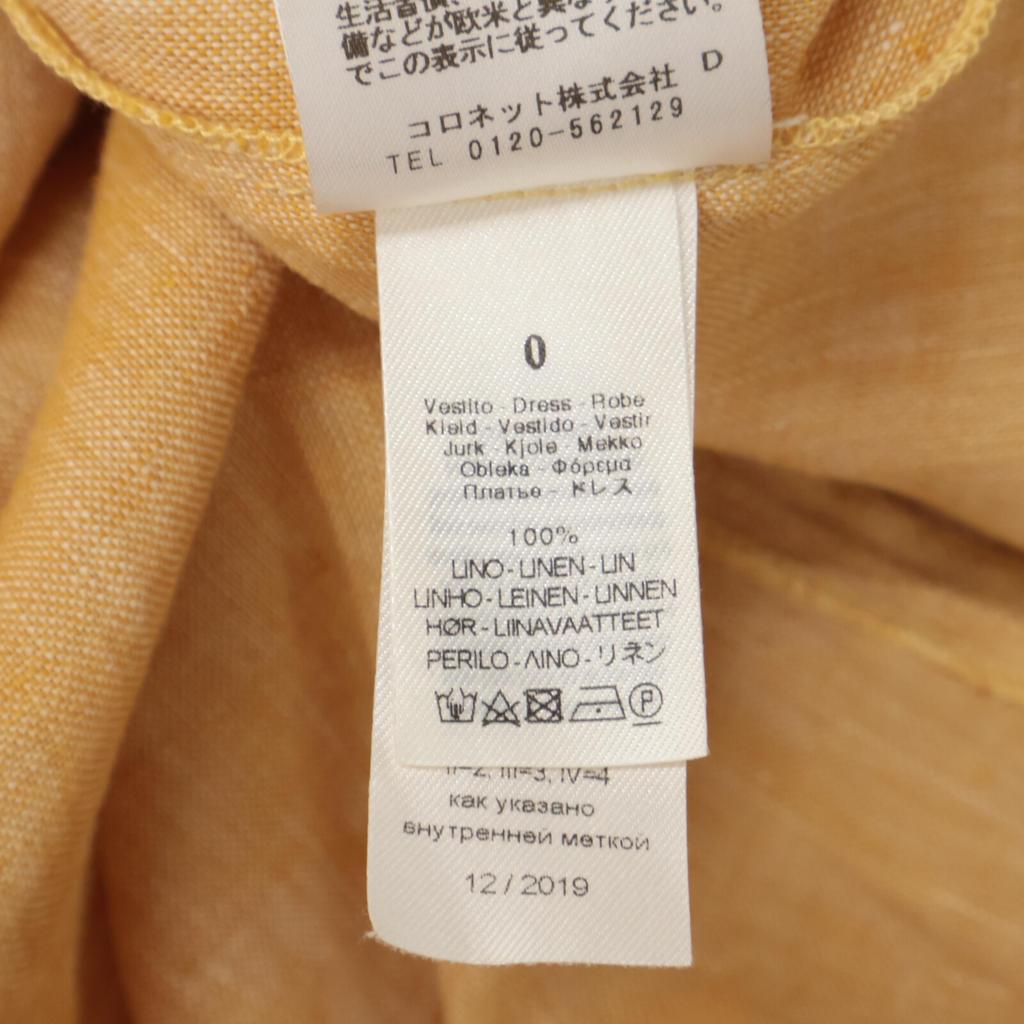 生活習慣、
備などが欧米と異な
でこの表示に従ってください。
コロネット株式会社 D
TEL 0120-562129
0
Vestito - Dress - Robe
Kleid - Vestido - Vestir
Jurk - Kjole - Mekko
Obleka - Φόρεμα
Платье - ドレス
100%
LINO - LINEN - LIN
LINHO - LEINEN - LINNEN
HØR - LIINAVAATTEET
PERILO - ΛINO - リネン
P
II=2, III=3, IV=4
как указано
внутренней меткой
12 / 2019